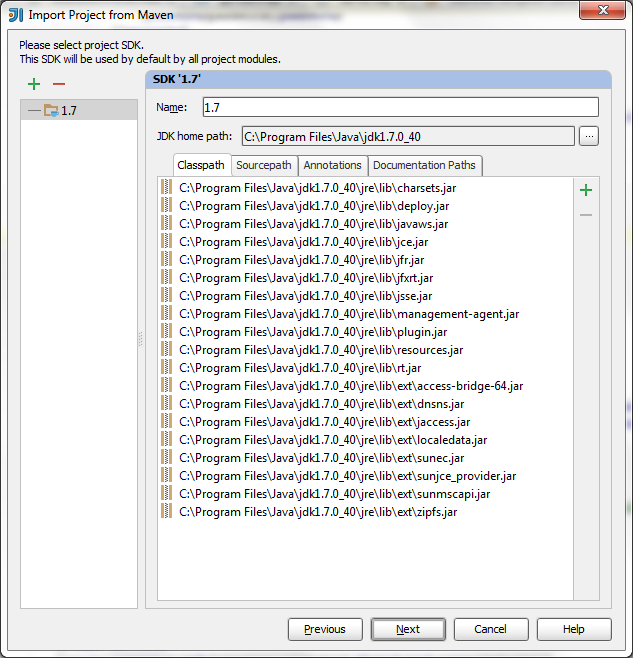 Import Project from Maven
Please select project SDK.
This SDK will be used by default by all project modules.
1.7
SDK '1.7'
Name: 1.7
JDK home path: C:\Program Files\Java\jdk1.7.0_40 ...
Classpath Sourcepath Annotations Documentation Paths
C:\Program Files\Java\jdk1.7.0_40\jre\lib\charsets.jar
C:\Program Files\Java\jdk1.7.0_40\jre\lib\deploy.jar
C:\Program Files\Java\jdk1.7.0_40\jre\lib\javaws.jar
C:\Program Files\Java\jdk1.7.0_40\jre\lib\jce.jar
C:\Program Files\Java\jdk1.7.0_40\jre\lib\jfr.jar
C:\Program Files\Java\jdk1.7.0_40\jre\lib\jfxrt.jar
C:\Program Files\Java\jdk1.7.0_40\jre\lib\jsse.jar
C:\Program Files\Java\jdk1.7.0_40\jre\lib\management-agent.jar
C:\Program Files\Java\jdk1.7.0_40\jre\lib\plugin.jar
C:\Program Files\Java\jdk1.7.0_40\jre\lib\resources.jar
C:\Program Files\Java\jdk1.7.0_40\jre\lib\rt.jar
C:\Program Files\Java\jdk1.7.0_40\jre\lib\ext\access-bridge-64.jar
C:\Program Files\Java\jdk1.7.0_40\jre\lib\ext\dnsns.jar
C:\Program Files\Java\jdk1.7.0_40\jre\lib\ext\jaccess.jar
C:\Program Files\Java\jdk1.7.0_40\jre\lib\ext\localedata.jar
C:\Program Files\Java\jdk1.7.0_40\jre\lib\ext\sunec.jar
C:\Program Files\Java\jdk1.7.0_40\jre\lib\ext\sunjce_provider.jar
C:\Program Files\Java\jdk1.7.0_40\jre\lib\ext\sunmscapi.jar
C:\Program Files\Java\jdk1.7.0_40\jre\lib\ext\zipfs.jar
Previous Next Cancel Help